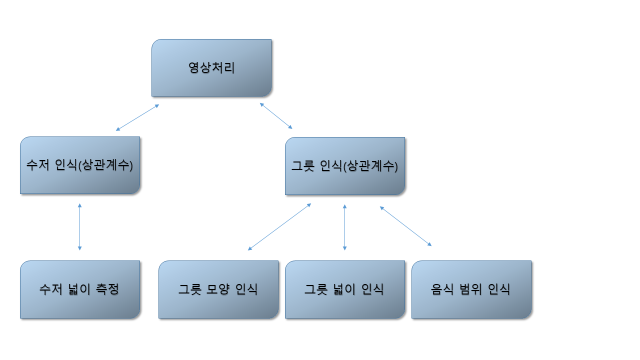 영상처리
수저 인식(상관계수)
그릇 인식(상관계수)
수저 넓이 측정
그릇 모양 인식
그릇 넓이 인식
음식 범위 인식